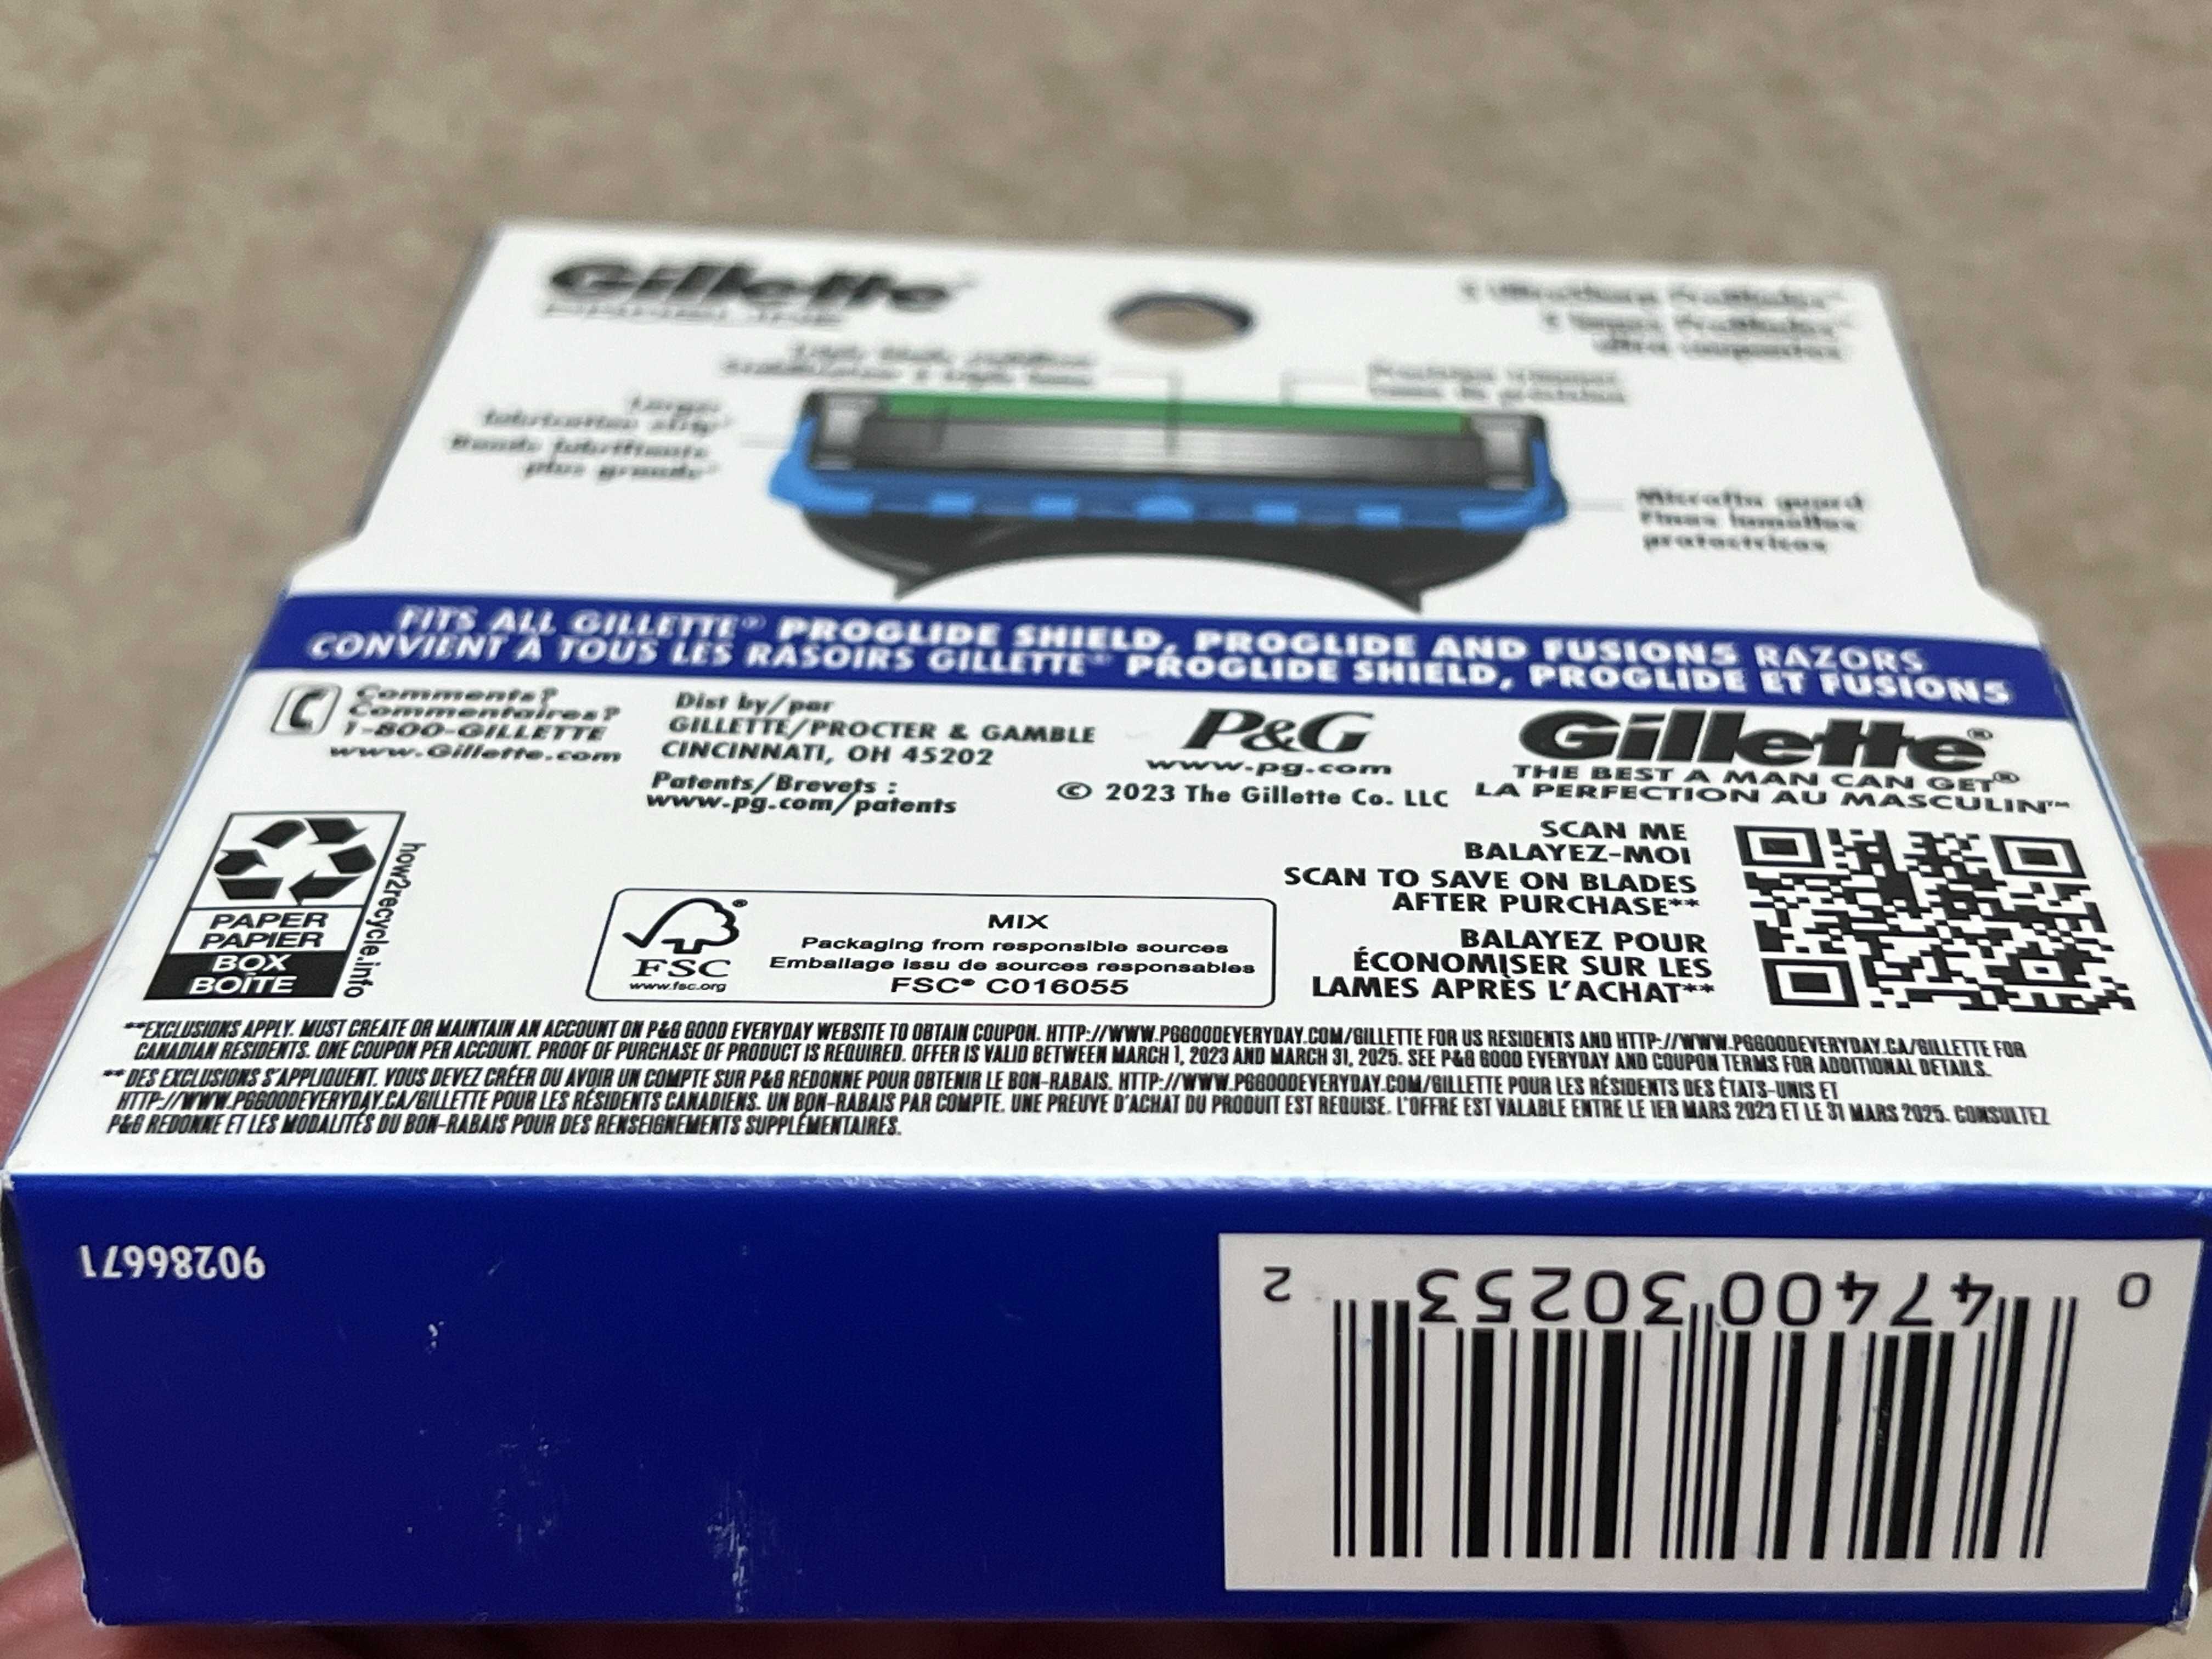 Gillette
Microfin guard
Fines lamelles
protectrices
Lubrification strip
Bande lubrifiante
plus grande
FITS ALL GILLETTE® PROGLIDE SHIELD, PROGLIDE AND FUSION5 RAZORS
CONVIENT À TOUS LES RASOIRS GILLETTE® PROGLIDE SHIELD, PROGLIDE ET FUSION5
Comments?
Commentaires?
1-800-GILLETTE
www.Gillette.com
Dist by/par
GILLETTE/PROCTER & GAMBLE
CINCINNATI, OH 45202
Patents/Brevets :
www.pg.com/patents
P&G
www.pg.com
© 2023 The Gillette Co. LLC
Gillette®
THE BEST A MAN CAN GET®
LA PERFECTION AU MASCULIN™
PAPER
PAPIER
BOX
BOÎTE
how2recycle.info
FSC®
www.fsc.org
MIX
Packaging from responsible sources
Emballage issu de sources responsables
FSC® C016055
SCAN ME
BALAYEZ-MOI
SCAN TO SAVE ON BLADES
AFTER PURCHASE**
BALAYEZ POUR
ÉCONOMISER SUR LES
LAMES APRÈS L'ACHAT**
**EXCLUSIONS APPLY. MUST CREATE OR MAINTAIN AN ACCOUNT ON P&G GOOD EVERYDAY WEBSITE TO OBTAIN COUPON. HTTP://WWW.PGGOODEVERYDAY.COM/GILLETTE FOR US RESIDENTS AND HTTP://WWW.PGGOODEVERYDAY.CA/GILLETTE FOR
CANADIAN RESIDENTS. ONE COUPON PER ACCOUNT. PROOF OF PURCHASE OF PRODUCT IS REQUIRED. OFFER IS VALID BETWEEN MARCH 1, 2023 AND MARCH 31, 2025. SEE P&G GOOD EVERYDAY AND COUPON TERMS FOR ADDITIONAL DETAILS.
** DES EXCLUSIONS S'APPLIQUENT. VOUS DEVEZ CRÉER OU AVOIR UN COMPTE SUR P&G REDONNE POUR OBTENIR LE BON-RABAIS. HTTP://WWW.PGGOODEVERYDAY.COM/GILLETTE POUR LES RÉSIDENTS DES ÉTATS-UNIS ET
HTTP://WWW.PGGOODEVERYDAY.CA/GILLETTE POUR LES RÉSIDENTS CANADIENS. UN BON-RABAIS PAR COMPTE. UNE PREUVE D'ACHAT DU PRODUIT EST REQUISE. L'OFFRE EST VALABLE ENTRE LE 1ER MARS 2023 ET LE 31 MARS 2025. CONSULTEZ
P&G REDONNE ET LES MODALITÉS DU BON-RABAIS POUR DES RENSEIGNEMENTS SUPPLÉMENTAIRES.
90286671
0 47400 30253 2